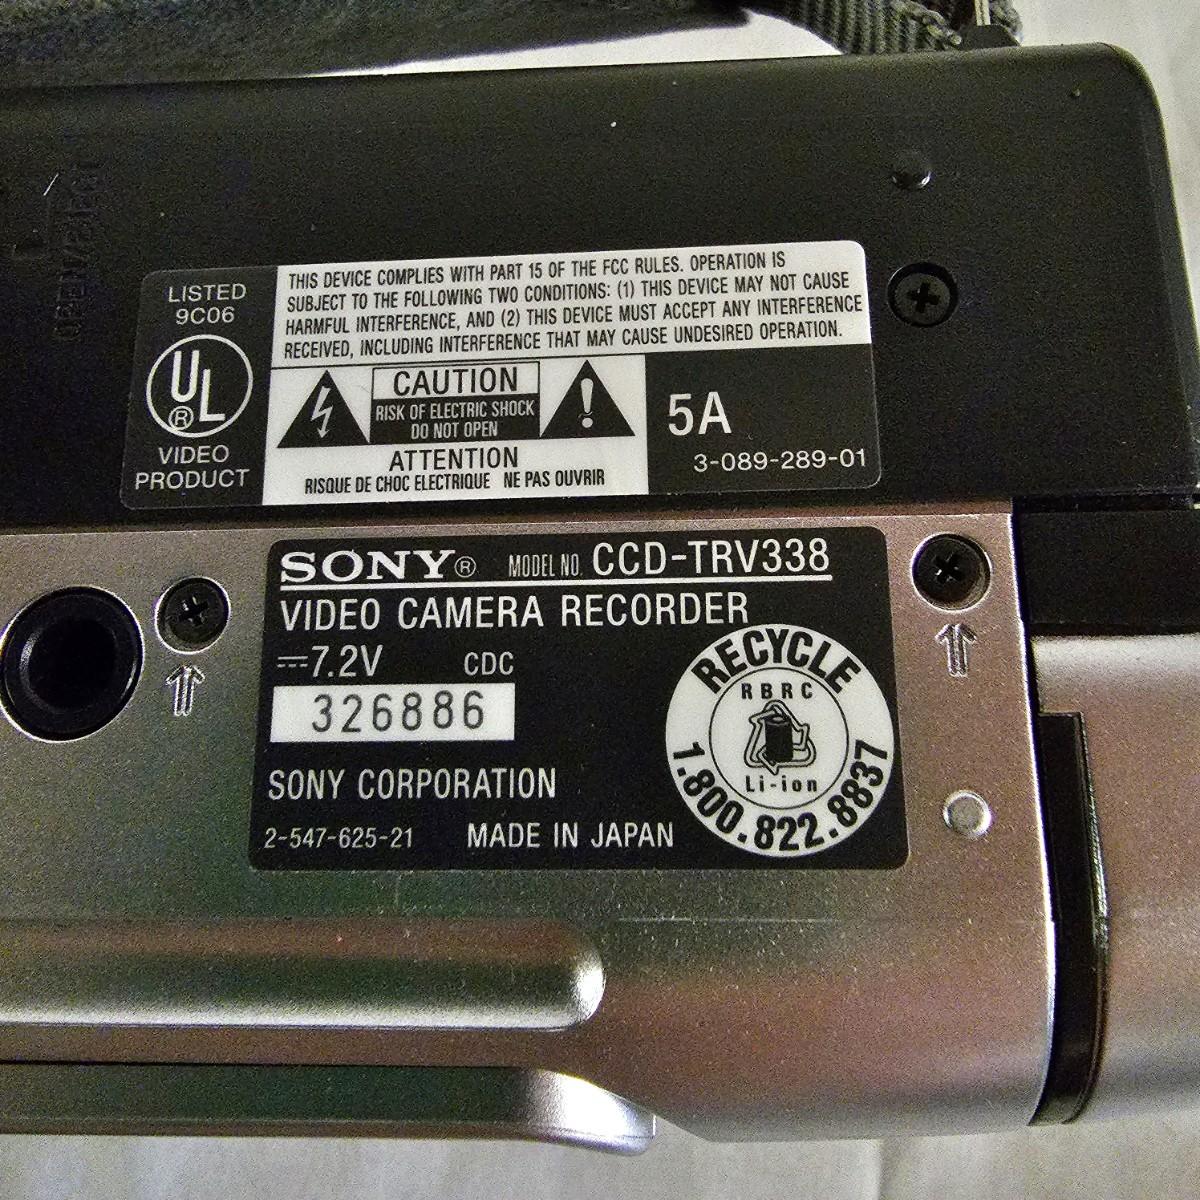 OPEN/EJECT
LISTED
9C06
UL
®
VIDEO
PRODUCT
THIS DEVICE COMPLIES WITH PART 15 OF THE FCC RULES. OPERATION IS
SUBJECT TO THE FOLLOWING TWO CONDITIONS: (1) THIS DEVICE MAY NOT CAUSE
HARMFUL INTERFERENCE, AND (2) THIS DEVICE MUST ACCEPT ANY INTERFERENCE
RECEIVED, INCLUDING INTERFERENCE THAT MAY CAUSE UNDESIRED OPERATION.
CAUTION
RISK OF ELECTRIC SHOCK
DO NOT OPEN
ATTENTION
RISQUE DE CHOC ELECTRIQUE NE PAS OUVRIR
5A
3-089-289-01
SONY® MODEL NO. CCD-TRV338
VIDEO CAMERA RECORDER
⎓7.2V CDC
326886
SONY CORPORATION
2-547-625-21 MADE IN JAPAN
RECYCLE
RBRC
Li-ion
1.800.822.8837